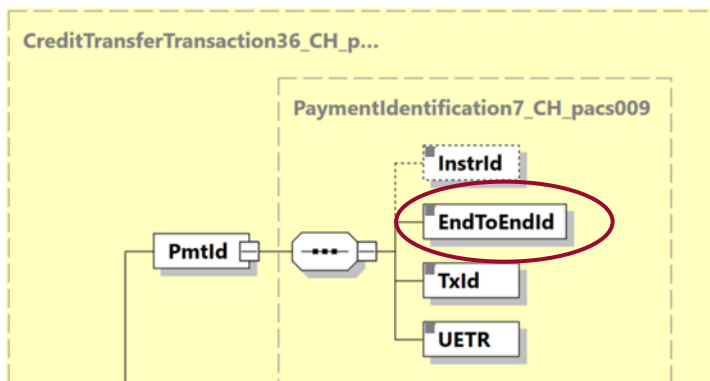 CreditTransferTransaction36_CH_p...
PaymentIdentification7_CH_pacs009
InstrId
EndToEndId
PmtId
TxId
UETR